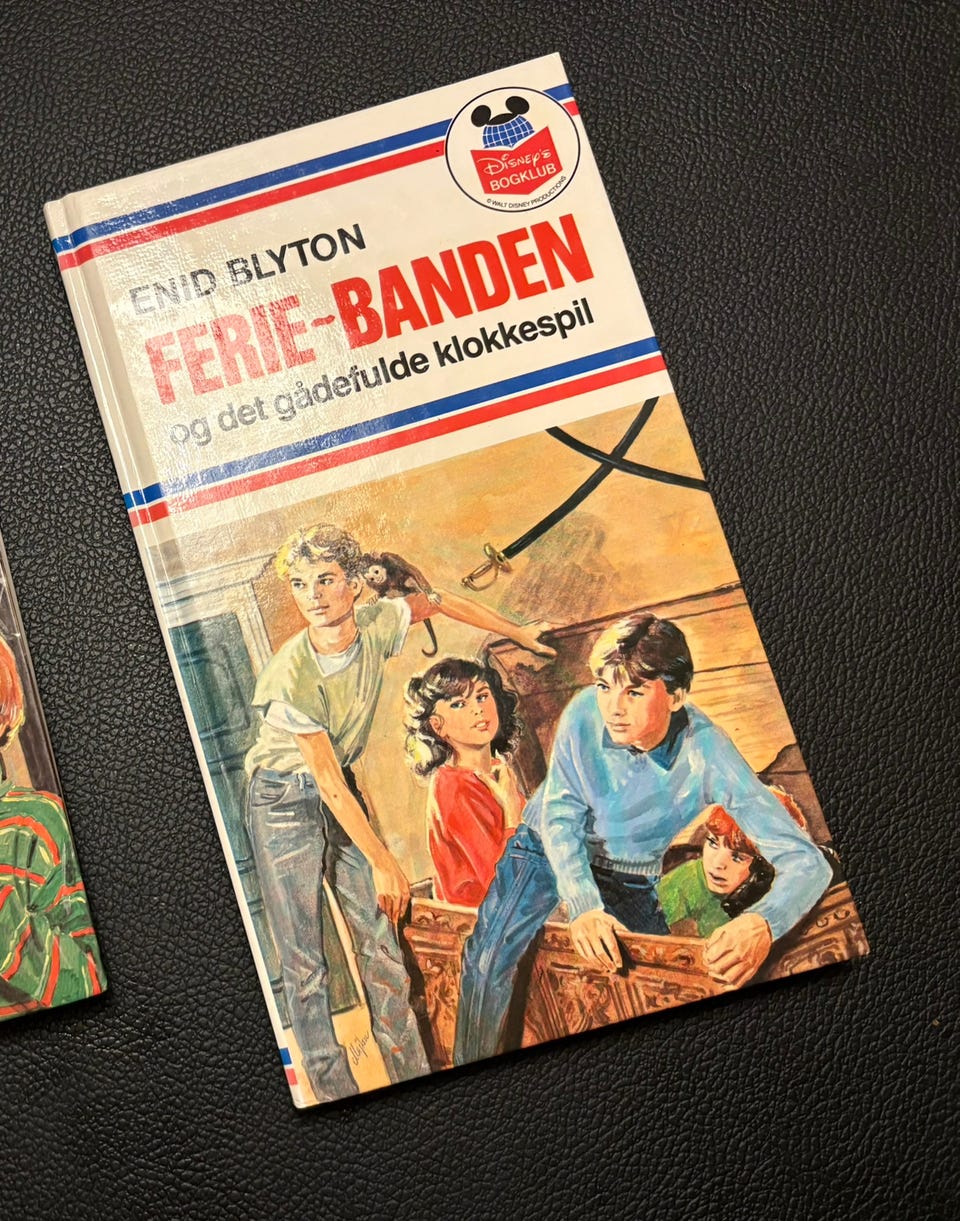 DISNEY'S
BOGKLUB
© WALT DISNEY PRODUCTIONS
ENID BLYTON
FERIE-BANDEN
og det gådefulde klokkespil